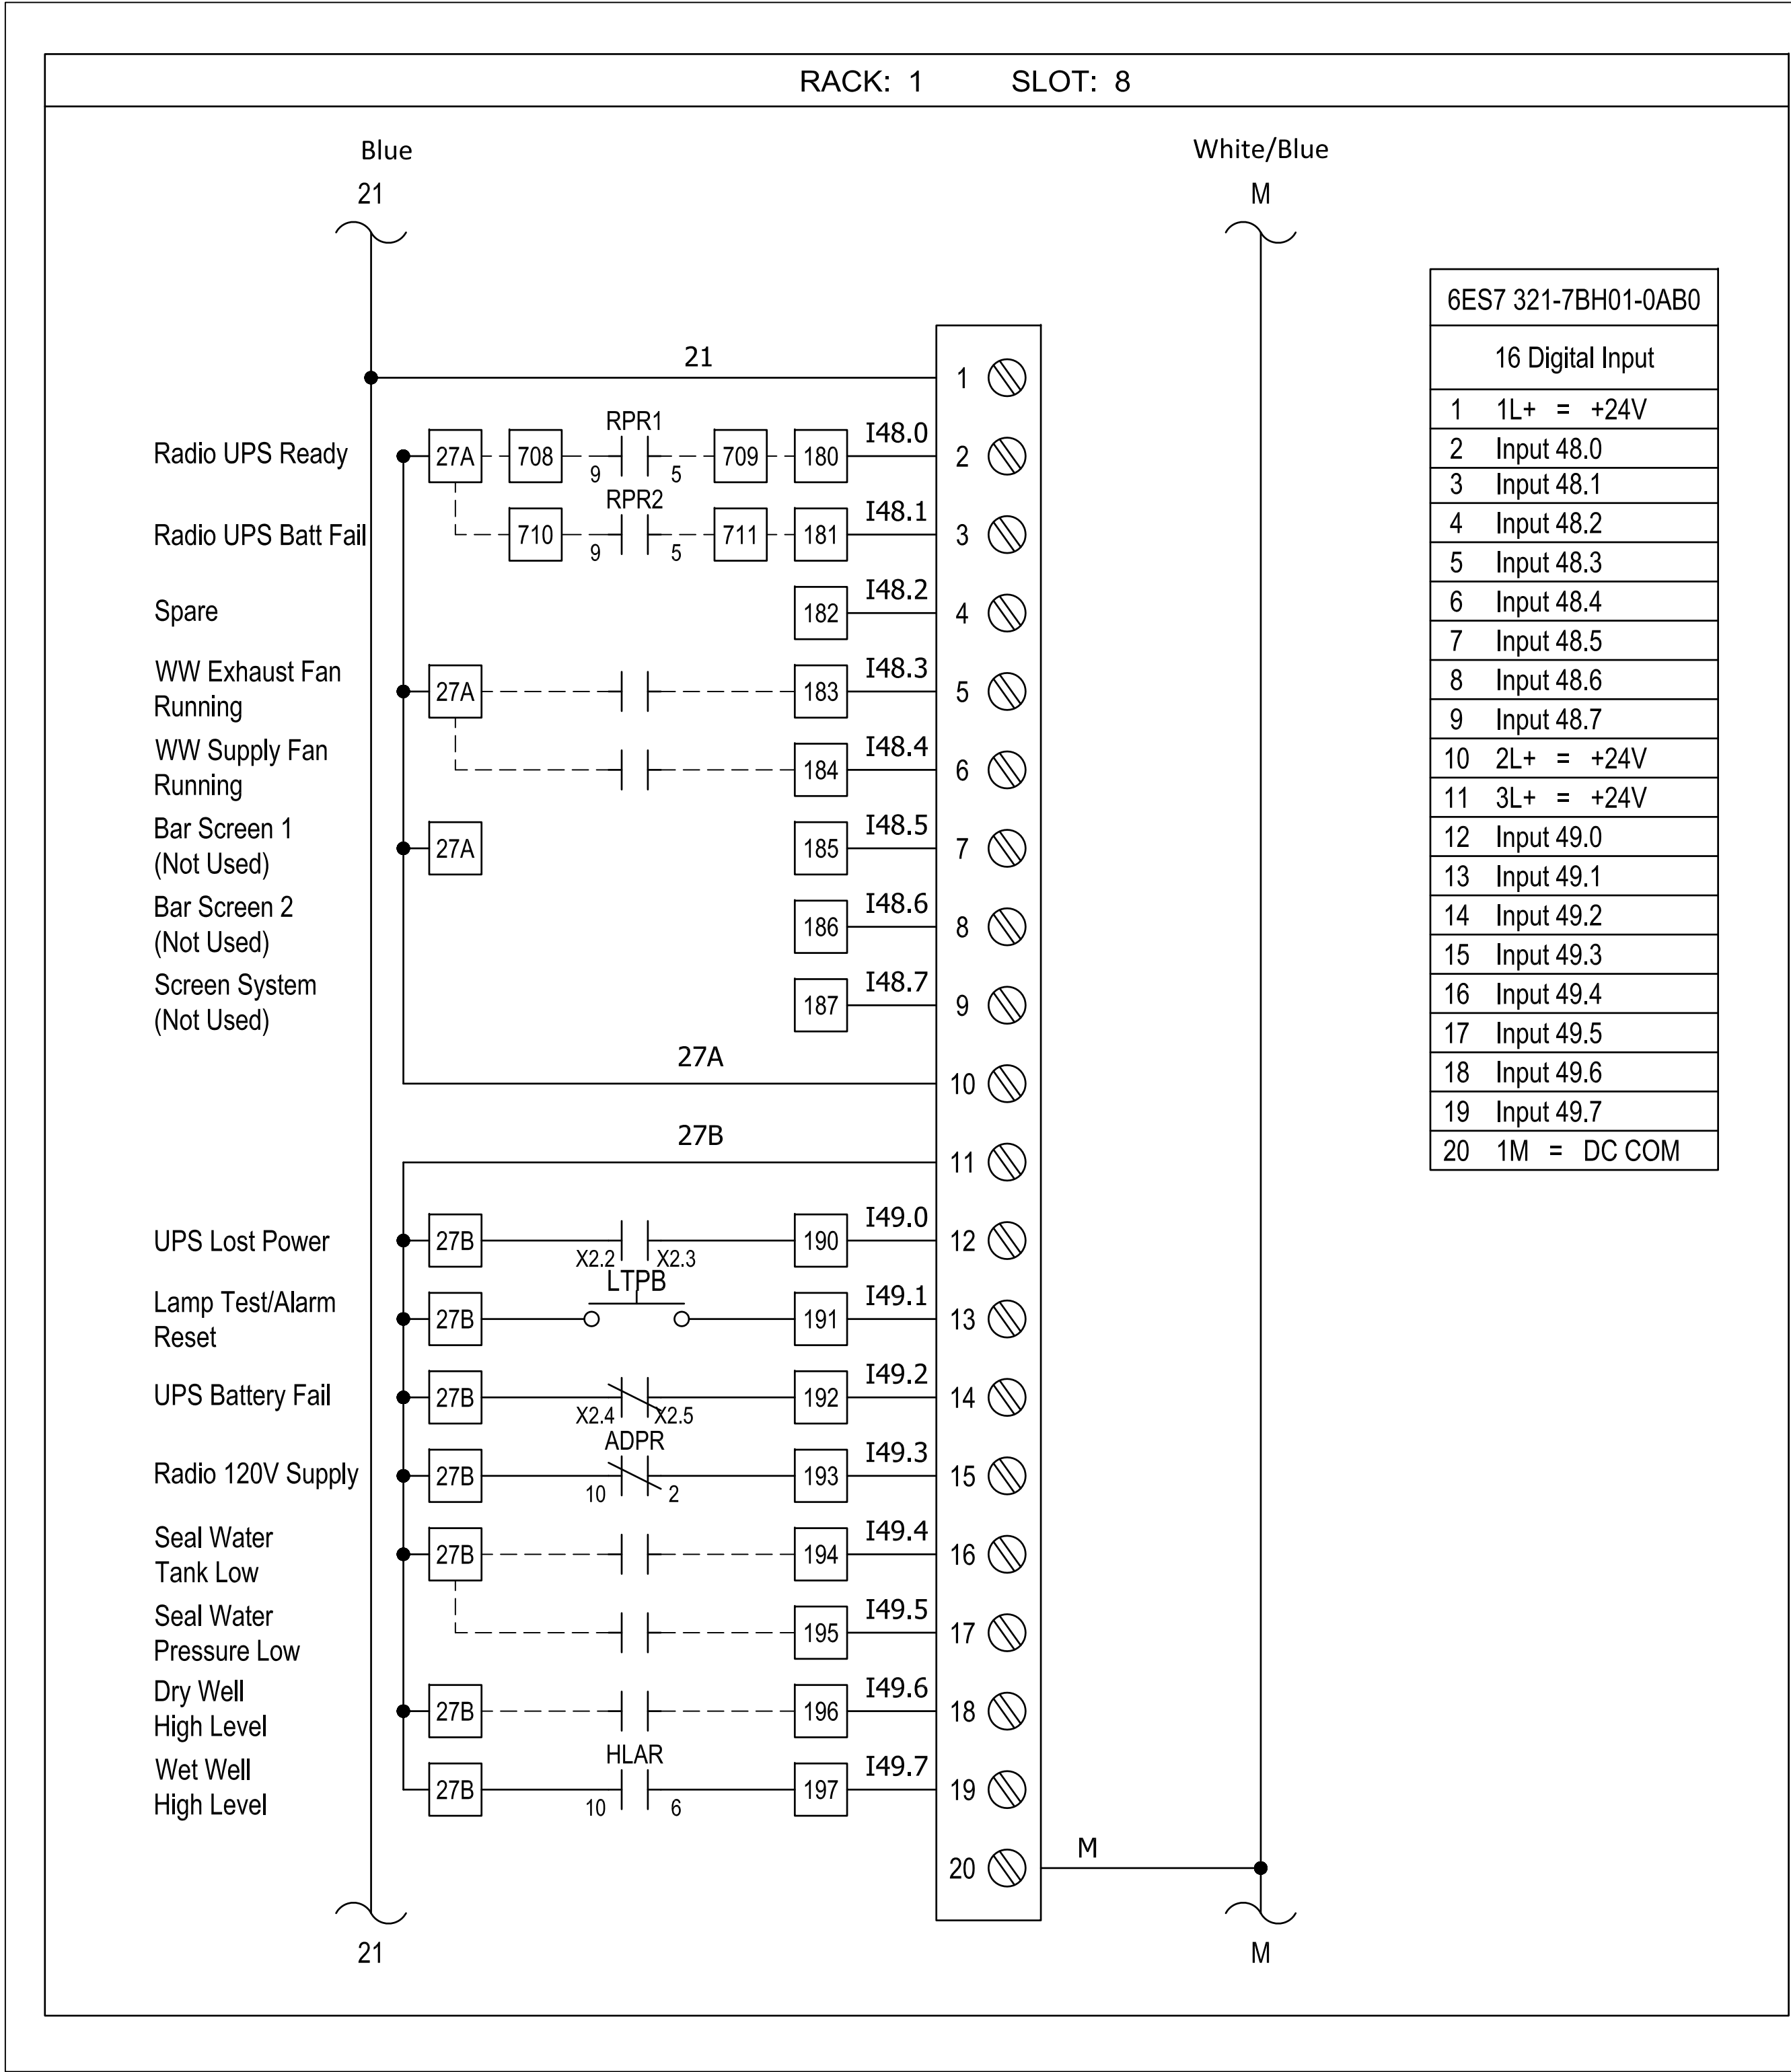 RACK: 1 SLOT: 8
Blue
21
White/Blue
M
21
1
Radio UPS Ready
27A 708 9 RPR1 5 709 180 I48.0 2
Radio UPS Batt Fail
710 9 RPR2 5 711 181 I48.1 3
Spare
182 I48.2 4
WW Exhaust Fan
Running
27A 183 I48.3 5
WW Supply Fan
Running
184 I48.4 6
Bar Screen 1
(Not Used)
27A 185 I48.5 7
Bar Screen 2
(Not Used)
186 I48.6 8
Screen System
(Not Used)
187 I48.7 9
27A
10
27B
11
UPS Lost Power
27B X2.2 X2.3 190 I49.0 12
Lamp Test/Alarm
Reset
27B LTPB 191 I49.1 13
UPS Battery Fail
27B X2.4 X2.5 192 I49.2 14
Radio 120V Supply
27B 10 ADPR 2 193 I49.3 15
Seal Water
Tank Low
27B 194 I49.4 16
Seal Water
Pressure Low
195 I49.5 17
Dry Well
High Level
27B 196 I49.6 18
Wet Well
High Level
27B 10 HLAR 6 197 I49.7 19
20
M
21
M
6ES7 321-7BH01-0AB0
16 Digital Input
1 1L+ = +24V
2 Input 48.0
3 Input 48.1
4 Input 48.2
5 Input 48.3
6 Input 48.4
7 Input 48.5
8 Input 48.6
9 Input 48.7
10 2L+ = +24V
11 3L+ = +24V
12 Input 49.0
13 Input 49.1
14 Input 49.2
15 Input 49.3
16 Input 49.4
17 Input 49.5
18 Input 49.6
19 Input 49.7
20 1M = DC COM